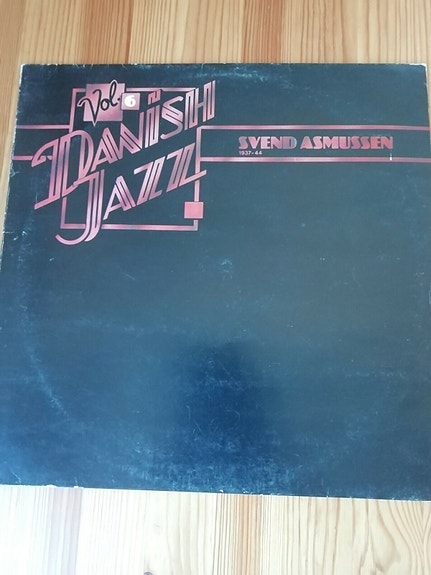 Vol. 6
DANISH
JAZZ
SVEND ASMUSSEN
1937-44